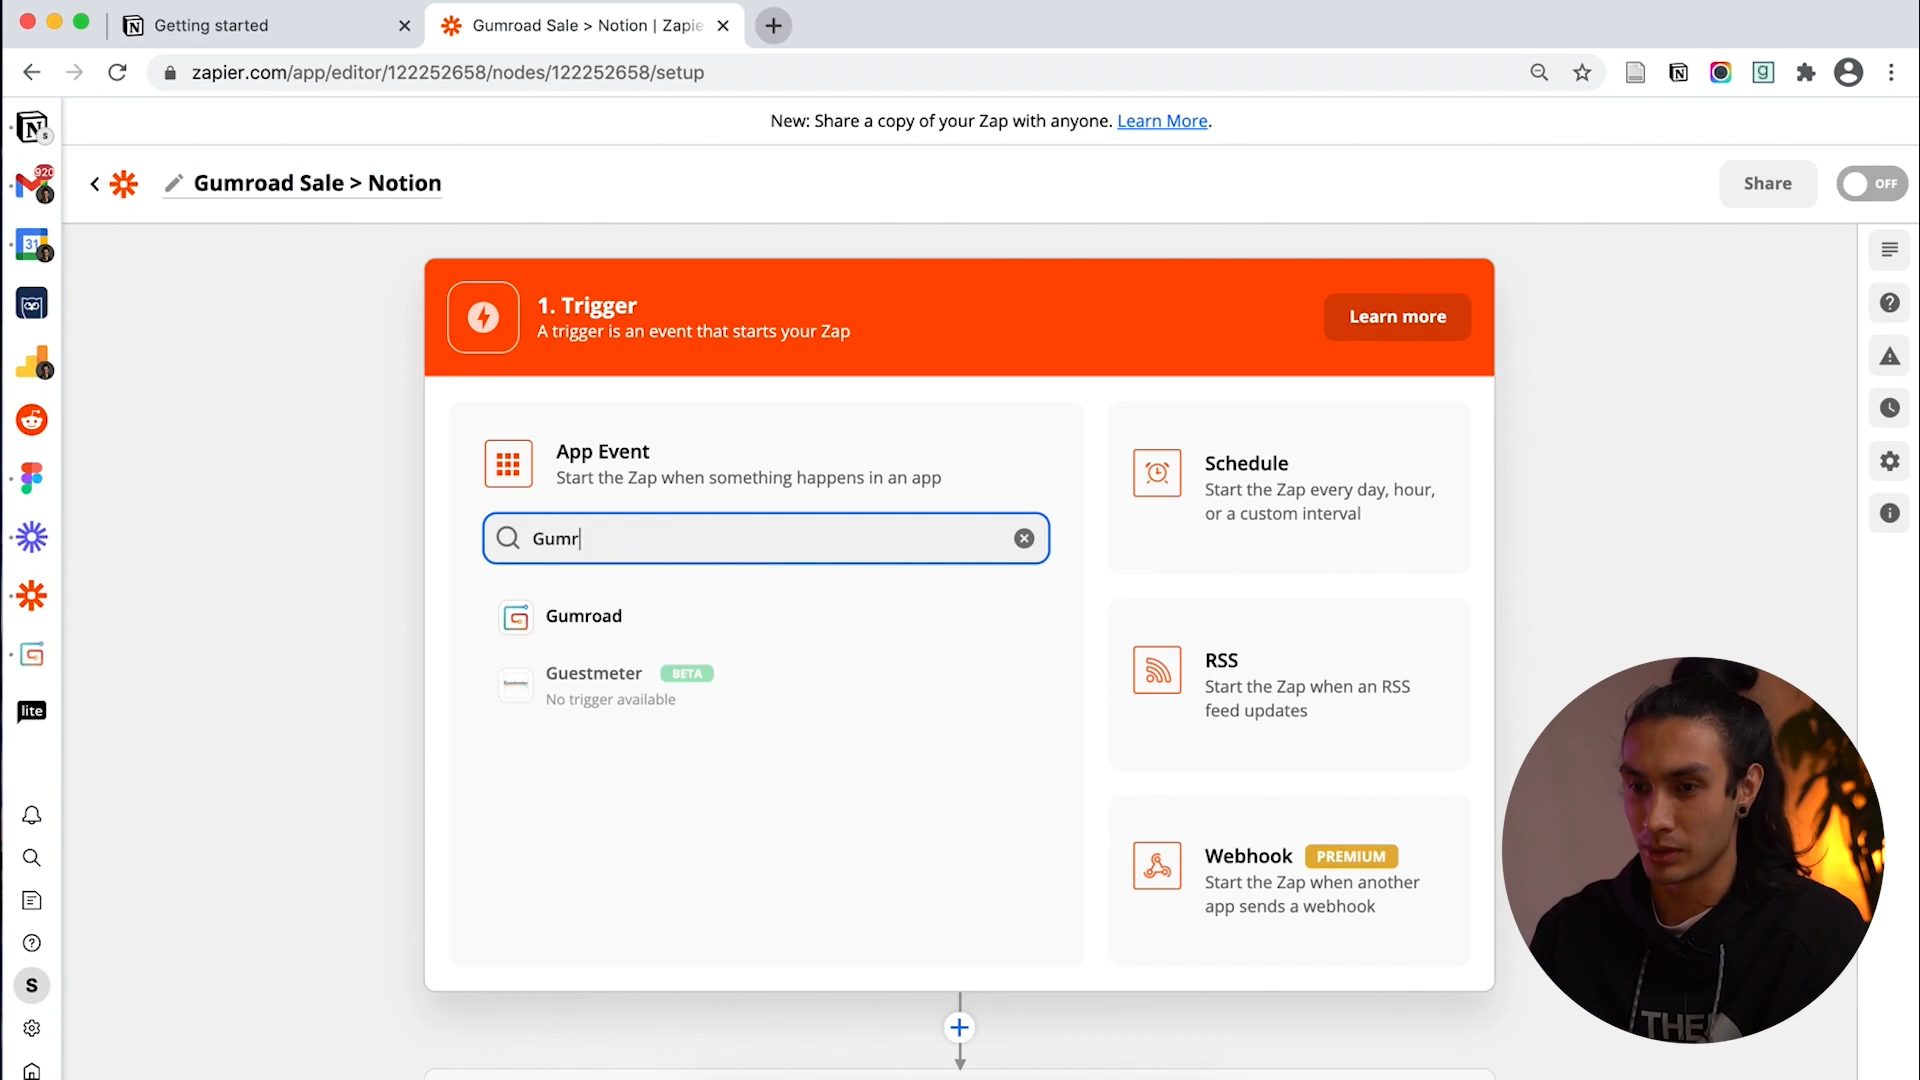 Getting started
Gumroad Sale > Notion | Zapie
zapier.com/app/editor/122252658/nodes/122252658/setup
New: Share a copy of your Zap with anyone. Learn More.
920
Gumroad Sale > Notion
Share
OFF
31
1. Trigger
A trigger is an event that starts your Zap
Learn more
App Event
Start the Zap when something happens in an app
Gumr
Gumroad
Guestmeter BETA
No trigger available
Schedule
Start the Zap every day, hour,
or a custom interval
RSS
Start the Zap when an RSS
feed updates
Webhook PREMIUM
Start the Zap when another
app sends a webhook
lite
S
THE